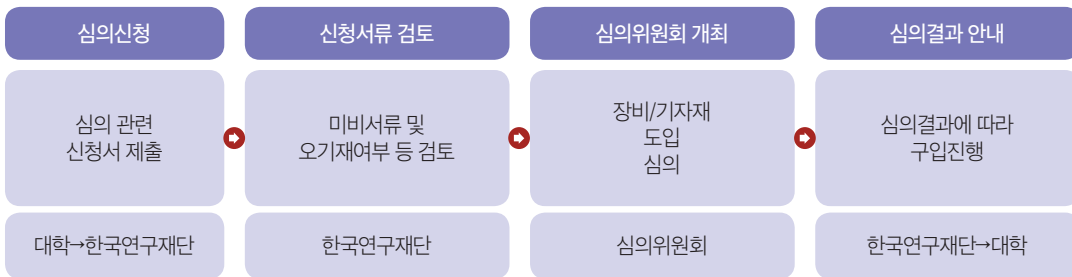 심의신청
신청서류 검토
심의위원회 개최
심의결과 안내
심의 관련
신청서 제출
미비서류 및
오기재여부 등 검토
장비/기자재
도입
심의
심의결과에 따라
구입진행
대학→한국연구재단
한국연구재단
심의위원회
한국연구재단→대학